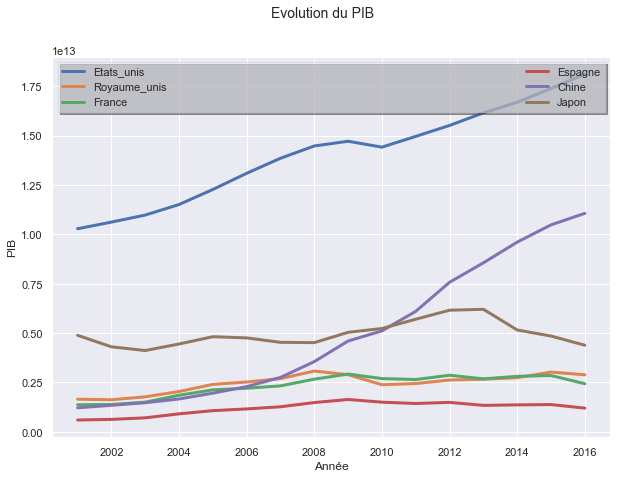 Evolution du PIB
1e13
Etats_unis
Royaume_unis
France
Espagne
Chine
Japon
1.75
1.50
1.25
1.00
0.75
0.50
0.25
0.00
PIB
2002 2004 2006 2008 2010 2012 2014 2016
Année